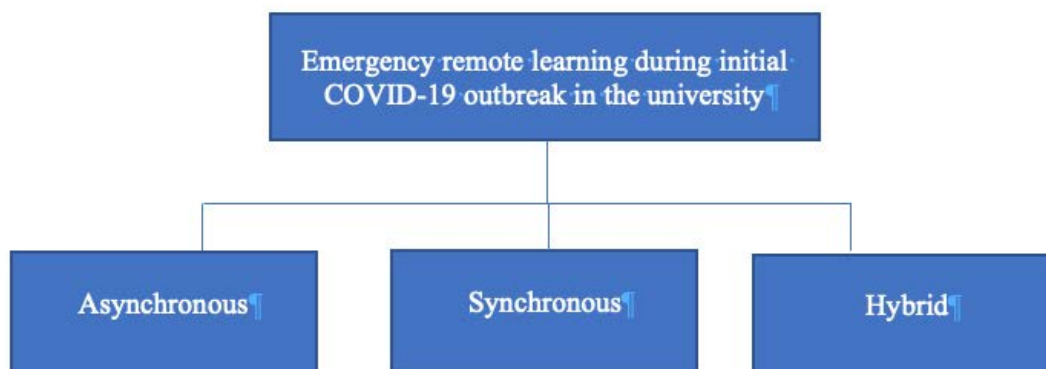 Emergency remote learning during initial
COVID-19 outbreak in the university¶
Asynchronous¶
Synchronous¶
Hybrid¶